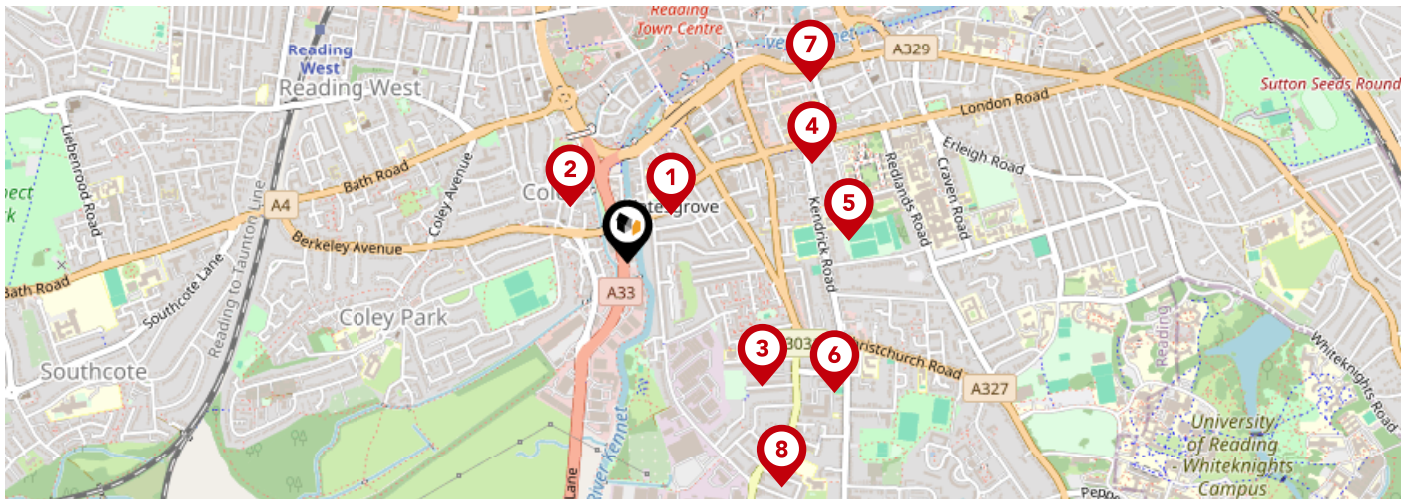 Reading
Town Centre
Reading
West
Reading West
7
A329
Sutton Seeds Round
London Road
4
Liebenrood Road
Bath Road
Coley Avenue
2
1
Erleigh Road
Redlands Road
Craven Road
A4
5
Kendrick Road
Berkeley Avenue
Southcote Lane
Bath Road
Reading to Taunton Line
A33
Coley Park
3
6
Christchurch Road
A327
Southcote
Reading
Whiteknights Road
River Kennet
Lane
8
University
of Reading
- Whiteknights
Campus